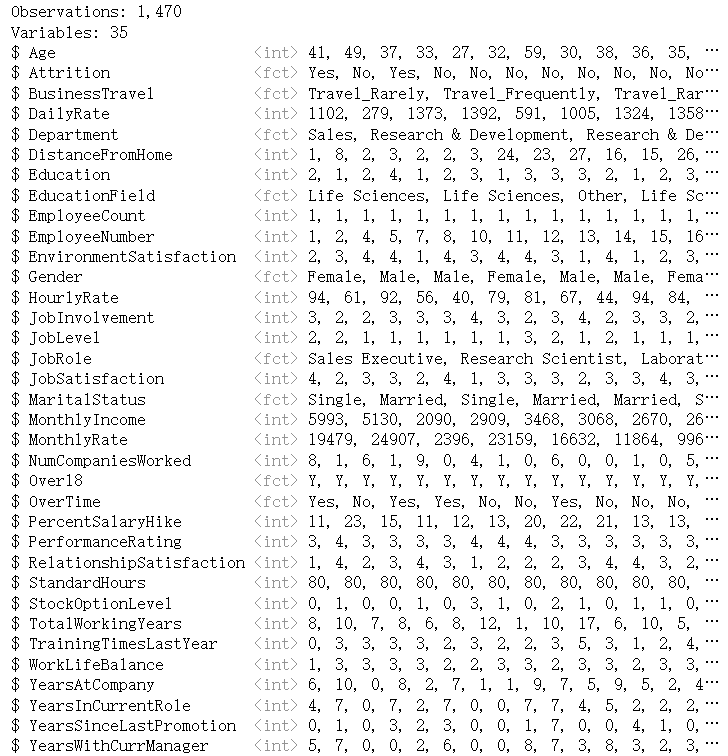 Observations: 1,470
Variables: 35
$ Age <int> 41, 49, 37, 33, 27, 32, 59, 30, 38, 36, 35, …
$ Attrition <fct> Yes, No, Yes, No, No, No, No, No, No, No, No…
$ BusinessTravel <fct> Travel_Rarely, Travel_Frequently, Travel_Rar…
$ DailyRate <int> 1102, 279, 1373, 1392, 591, 1005, 1324, 1358…
$ Department <fct> Sales, Research & Development, Research & De…
$ DistanceFromHome <int> 1, 8, 2, 3, 2, 2, 3, 24, 23, 27, 16, 15, 26,…
$ Education <int> 2, 1, 2, 4, 1, 2, 3, 1, 3, 3, 3, 2, 1, 2, 3,…
$ EducationField <fct> Life Sciences, Life Sciences, Other, Life Sc…
$ EmployeeCount <int> 1, 1, 1, 1, 1, 1, 1, 1, 1, 1, 1, 1, 1, 1, 1,…
$ EmployeeNumber <int> 1, 2, 4, 5, 7, 8, 10, 11, 12, 13, 14, 15, 16…
$ EnvironmentSatisfaction <int> 2, 3, 4, 4, 1, 4, 3, 4, 4, 3, 1, 4, 1, 2, 3,…
$ Gender <fct> Female, Male, Male, Female, Male, Male, Fema…
$ HourlyRate <int> 94, 61, 92, 56, 40, 79, 81, 67, 44, 94, 84, …
$ JobInvolvement <int> 3, 2, 2, 3, 3, 3, 4, 3, 2, 3, 4, 2, 3, 3, 2,…
$ JobLevel <int> 2, 2, 1, 1, 1, 1, 1, 1, 3, 2, 1, 2, 1, 1, 1,…
$ JobRole <fct> Sales Executive, Research Scientist, Laborat…
$ JobSatisfaction <int> 4, 2, 3, 3, 2, 4, 1, 3, 3, 3, 2, 3, 3, 4, 3,…
$ MaritalStatus <fct> Single, Married, Single, Married, Married, S…
$ MonthlyIncome <int> 5993, 5130, 2090, 2909, 3468, 3068, 2670, 26…
$ MonthlyRate <int> 19479, 24907, 2396, 23159, 16632, 11864, 996…
$ NumCompaniesWorked <int> 8, 1, 6, 1, 9, 0, 4, 1, 0, 6, 0, 0, 1, 0, 5,…
$ Over18 <fct> Y, Y, Y, Y, Y, Y, Y, Y, Y, Y, Y, Y, Y, Y, Y,…
$ OverTime <fct> Yes, No, Yes, Yes, No, No, Yes, No, No, No, …
$ PercentSalaryHike <int> 11, 23, 15, 11, 12, 13, 20, 22, 21, 13, 13, …
$ PerformanceRating <int> 3, 4, 3, 3, 3, 3, 4, 4, 4, 3, 3, 3, 3, 3, 3,…
$ RelationshipSatisfaction <int> 1, 4, 2, 3, 4, 3, 1, 2, 2, 2, 3, 4, 4, 3, 2,…
$ StandardHours <int> 80, 80, 80, 80, 80, 80, 80, 80, 80, 80, 80, …
$ StockOptionLevel <int> 0, 1, 0, 0, 1, 0, 3, 1, 0, 2, 1, 0, 1, 1, 0,…
$ TotalWorkingYears <int> 8, 10, 7, 8, 6, 8, 12, 1, 10, 17, 6, 10, 5, …
$ TrainingTimesLastYear <int> 0, 3, 3, 3, 3, 2, 3, 2, 2, 3, 5, 3, 1, 2, 4,…
$ WorkLifeBalance <int> 1, 3, 3, 3, 3, 2, 2, 3, 3, 2, 3, 3, 2, 3, 3,…
$ YearsAtCompany <int> 6, 10, 0, 8, 2, 7, 1, 1, 9, 7, 5, 9, 5, 2, 4…
$ YearsInCurrentRole <int> 4, 7, 0, 7, 2, 7, 0, 0, 7, 7, 4, 5, 2, 2, 2,…
$ YearsSinceLastPromotion <int> 0, 1, 0, 3, 2, 3, 0, 0, 1, 7, 0, 0, 4, 1, 0,…
$ YearsWithCurrManager <int> 5, 7, 0, 0, 2, 6, 0, 0, 8, 7, 3, 8, 3, 2, 3,…